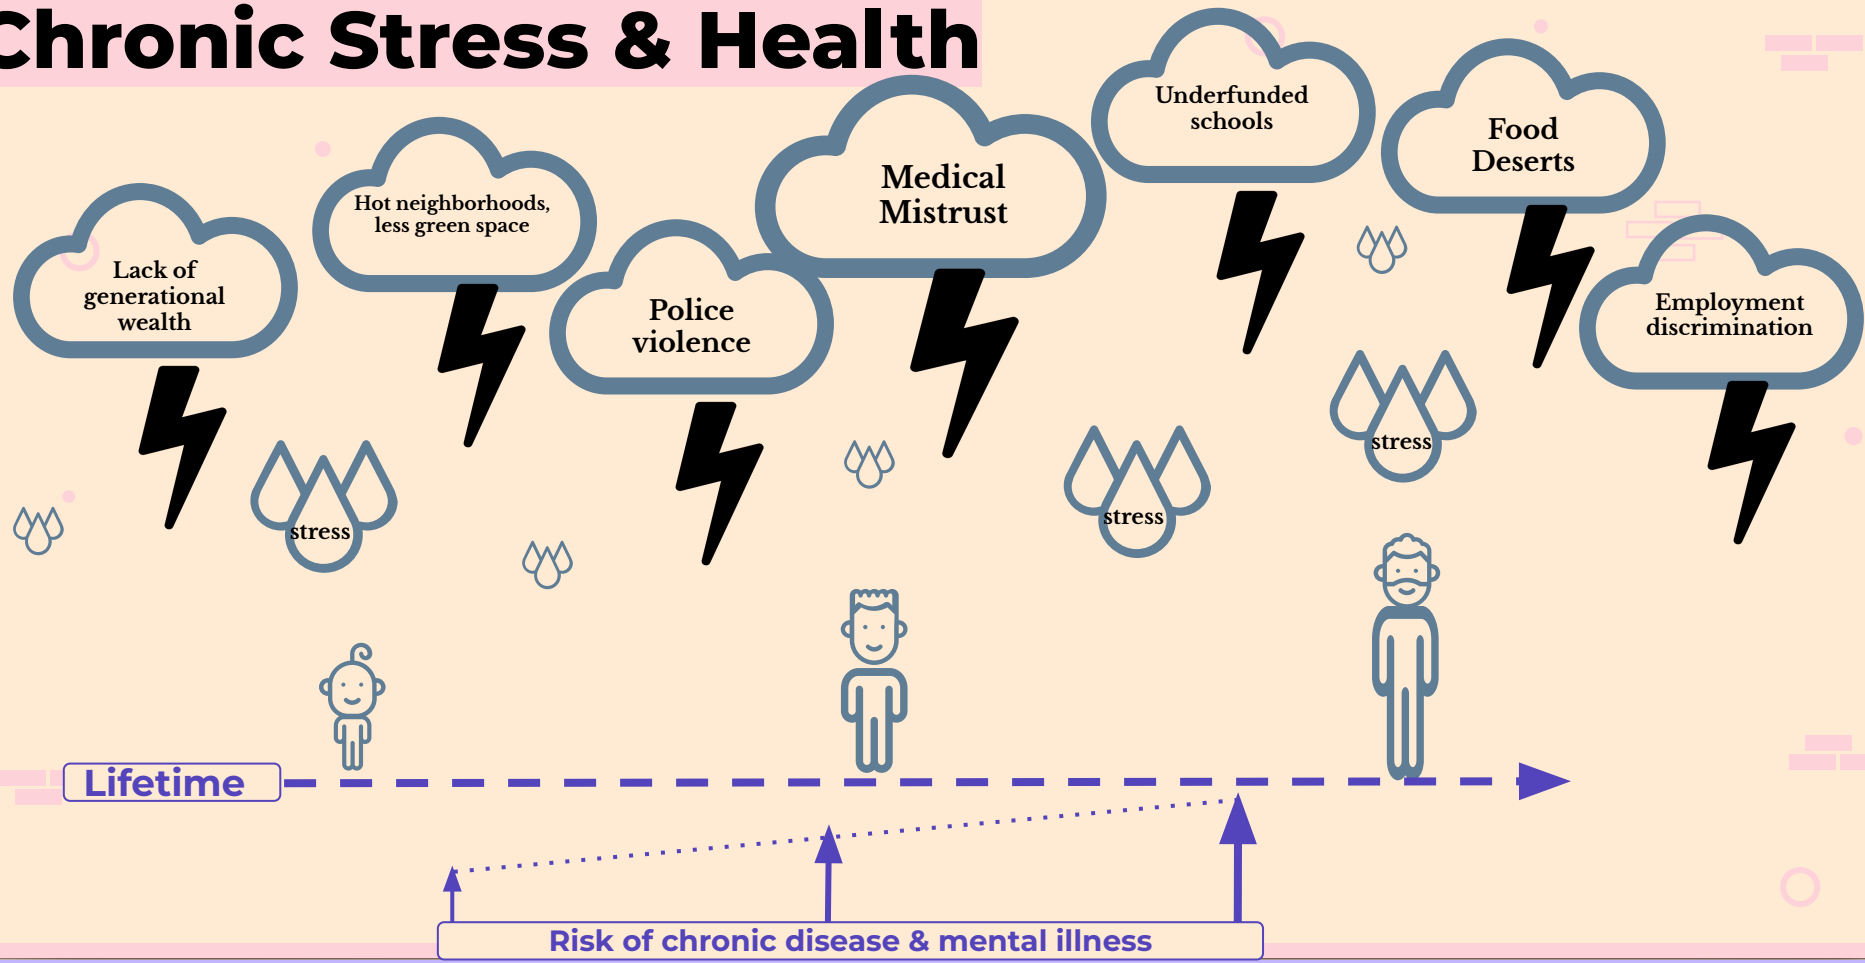 Chronic Stress & Health
Lack of
generational
wealth
Hot neighborhoods,
less green space
Police
violence
Medical
Mistrust
Underfunded
schools
Food
Deserts
Employment
discrimination
stress
stress
stress
Lifetime
Risk of chronic disease & mental illness